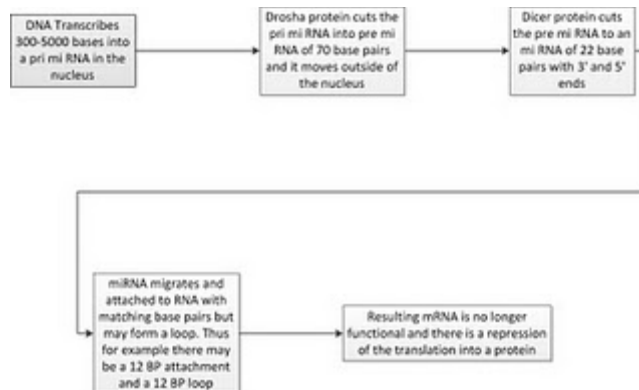 DNA Transcribes
300-5000 bases into
a pri mi RNA in the
nucleus
Drosha protein cuts the
pri mi RNA into pre mi
RNA of 70 base pairs
and it moves outside of
the nucleus
Dicer protein cuts
the pre mi RNA to an
mi RNA of 22 base
pairs with 3' and 5'
ends
miRNA migrates and
attached to RNA with
matching base pairs but
may form a loop. Thus
for example there may
be a 12 BP attachment
and a 12 BP loop
Resulting mRNA is no longer
functional and there is a repression
of the translation into a protein